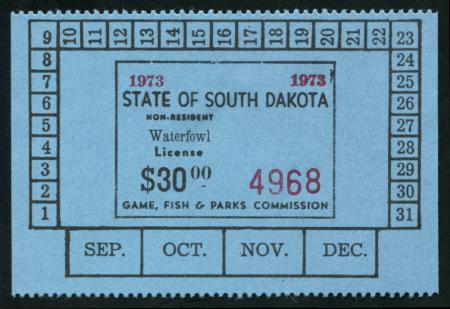 9 10 11 12 13 14 15 16 17 18 19 20 21 22 23
8 24
7 1973 1973 25
6 STATE OF SOUTH DAKOTA 26
5 NON-RESIDENT 27
4 Waterfowl 28
3 License 29
2 $30.00 4968 30
1 GAME, FISH & PARKS COMMISSION 31
SEP. OCT. NOV. DEC.